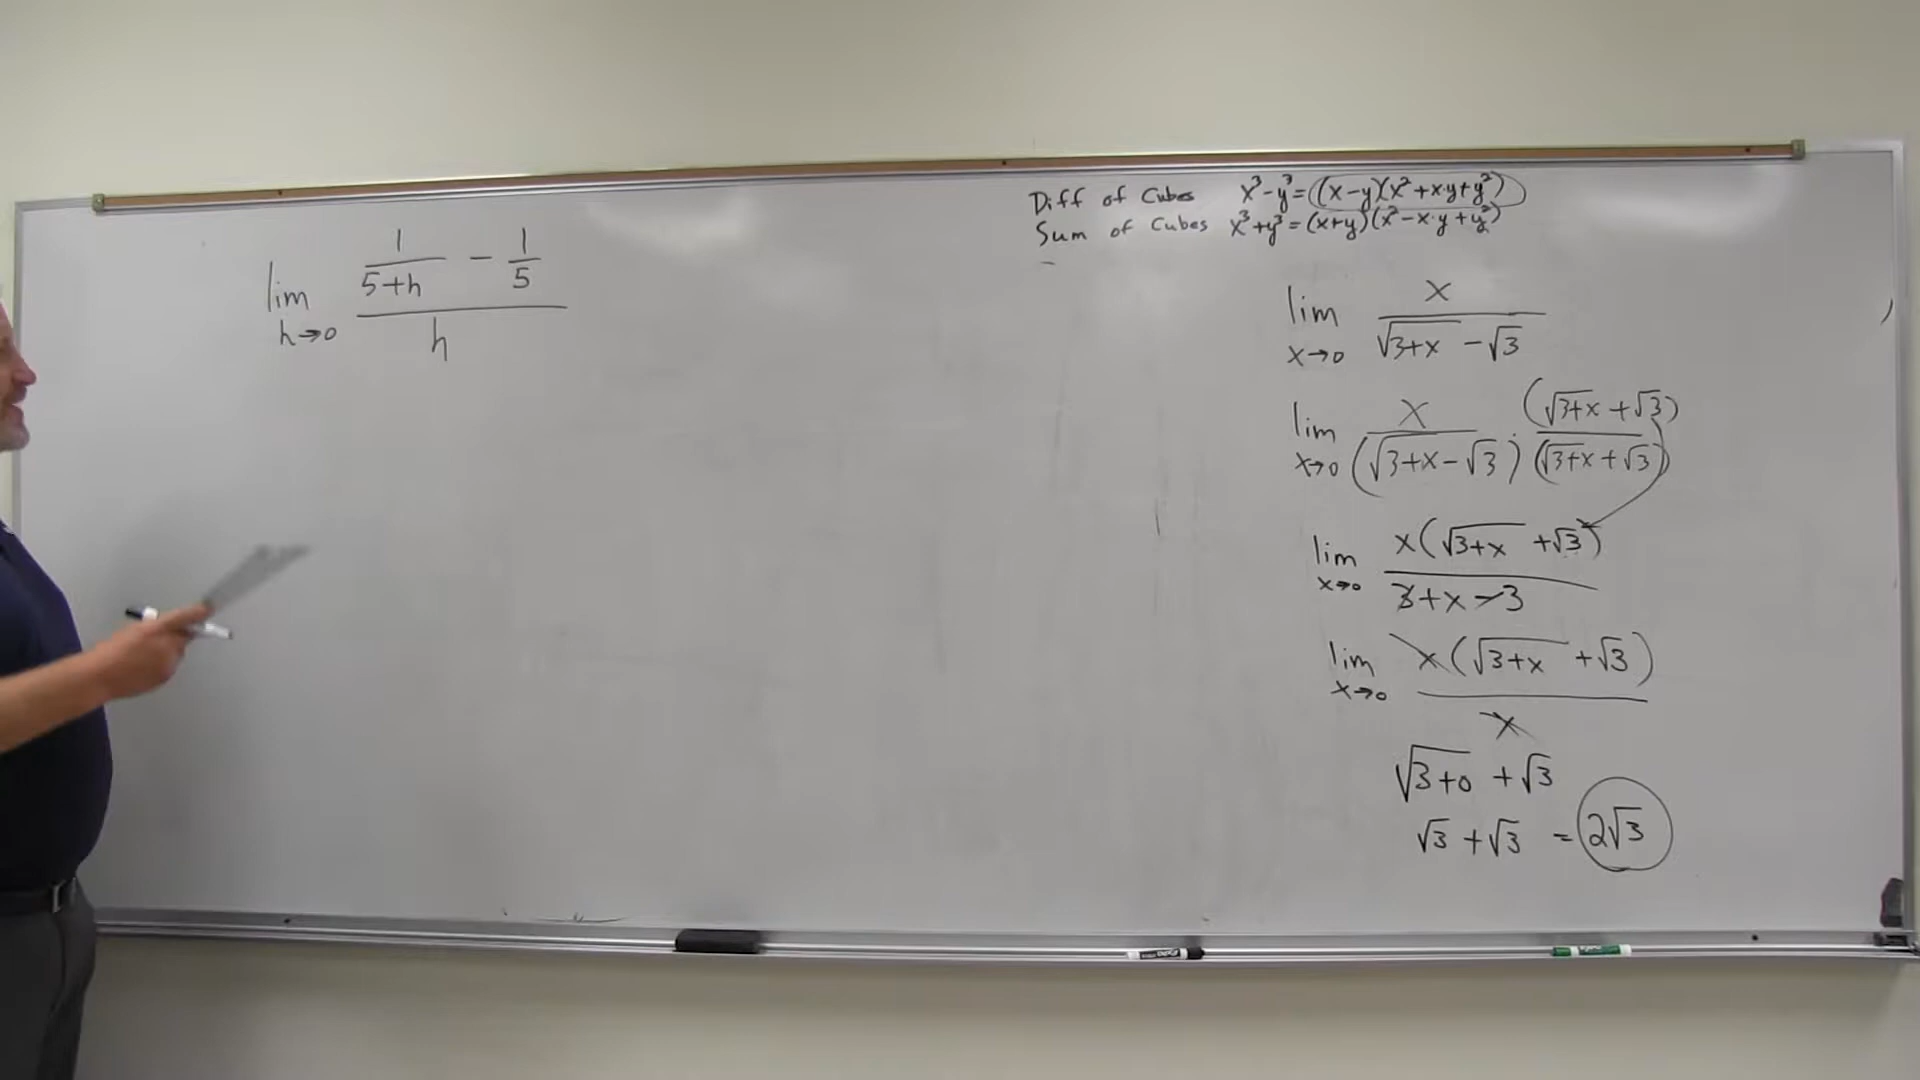 lim h→0 (1/(5+h) - 1/5)/h
Diff of Cubes x³-y³=(x-y)(x²+x·y+y²)
Sum of Cubes x³+y³=(x+y)(x²-x·y+y²)
lim x→0 x/(√(3+x) - √3)
lim x→0 x/(√(3+x) - √3) · (√(3+x) + √3)/(√(3+x) + √3)
lim x→0 x(√(3+x) + √3)/(3+x-3)
lim x→0 x(√(3+x) + √3)/x
√(3+0) + √3
√3 + √3 = 2√3